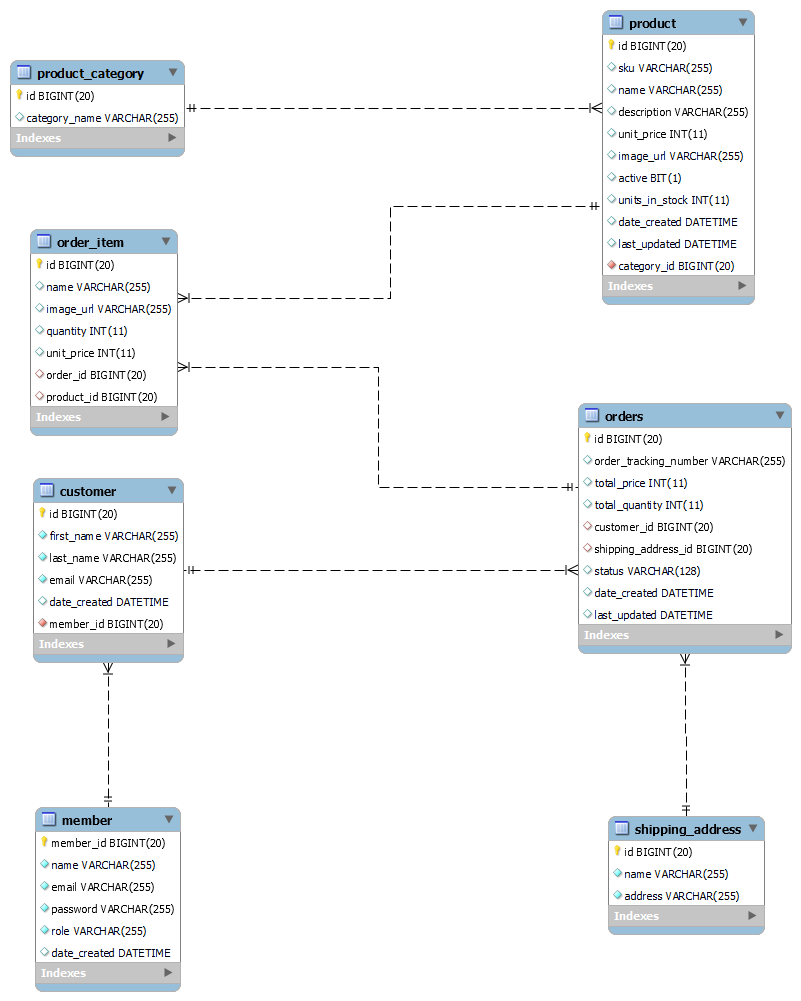 product_category
id BIGINT(20)
category_name VARCHAR(255)
Indexes
product
id BIGINT(20)
sku VARCHAR(255)
name VARCHAR(255)
description VARCHAR(255)
unit_price INT(11)
image_url VARCHAR(255)
active BIT(1)
units_in_stock INT(11)
date_created DATETIME
last_updated DATETIME
category_id BIGINT(20)
Indexes
order_item
id BIGINT(20)
name VARCHAR(255)
image_url VARCHAR(255)
quantity INT(11)
unit_price INT(11)
order_id BIGINT(20)
product_id BIGINT(20)
Indexes
orders
id BIGINT(20)
order_tracking_number VARCHAR(255)
total_price INT(11)
total_quantity INT(11)
customer_id BIGINT(20)
shipping_address_id BIGINT(20)
status VARCHAR(128)
date_created DATETIME
last_updated DATETIME
Indexes
customer
id BIGINT(20)
first_name VARCHAR(255)
last_name VARCHAR(255)
email VARCHAR(255)
date_created DATETIME
member_id BIGINT(20)
Indexes
member
member_id BIGINT(20)
name VARCHAR(255)
email VARCHAR(255)
password VARCHAR(255)
role VARCHAR(255)
date_created DATETIME
Indexes
shipping_address
id BIGINT(20)
name VARCHAR(255)
address VARCHAR(255)
Indexes